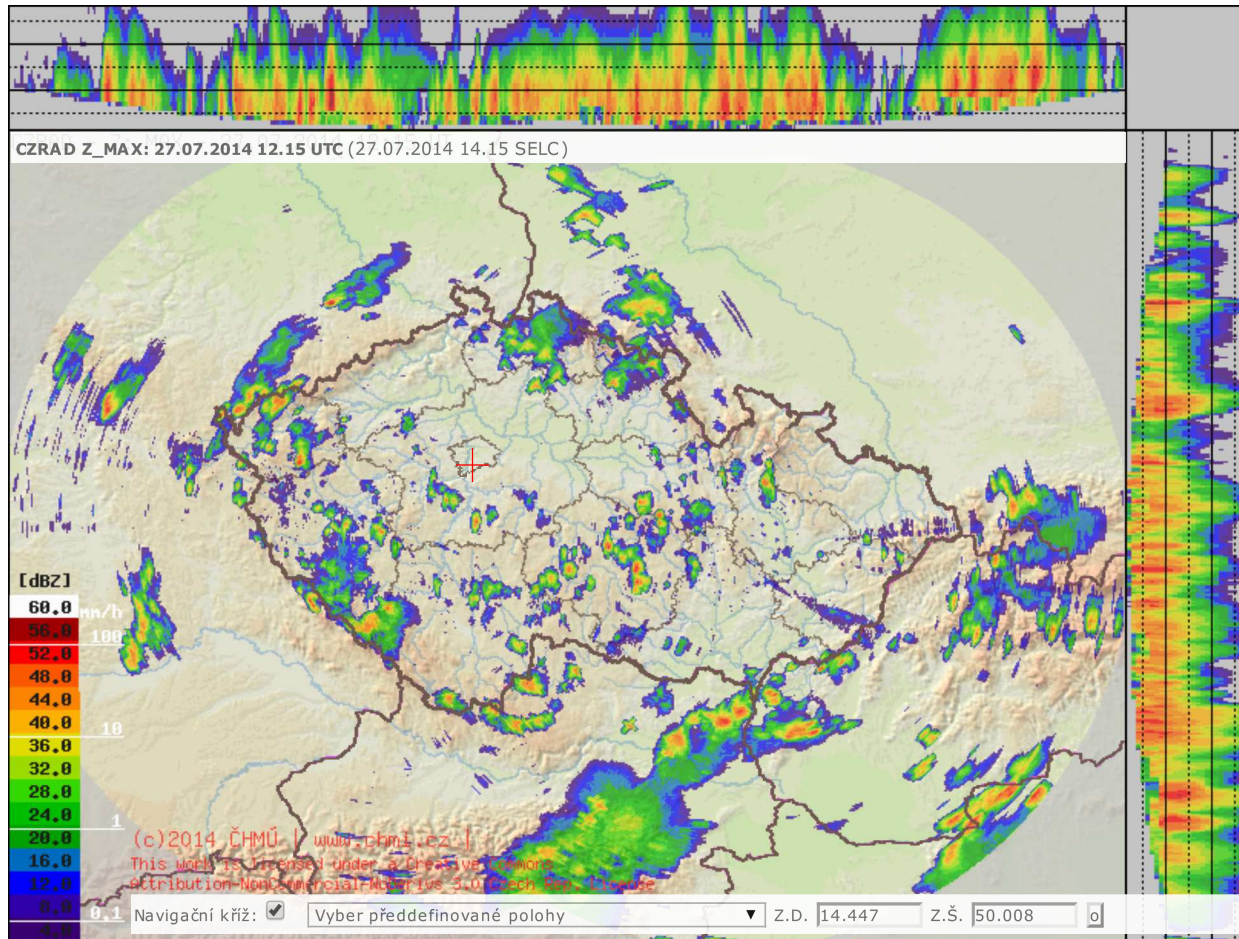 CZRAD Z_MAX: 27.07.2014 12.15 UTC (27.07.2014 14.15 SELC)
[dBZ]
60.0 mm/h
56.0 100
52.0
48.0
44.0
40.0 10
36.0
32.0
28.0
24.0 1
20.0
16.0
12.0
8.0 0.1
4.0
(c)2014 ČHMÚ | www.chmi.cz |
This work is licensed under a Creative Commons
Attribution-NonCommercial-NoDerivs 3.0 Czech Rep. License
Navigační kříž: Vyber předdefinované polohy Z.D. 14.447 Z.Š. 50.008 o